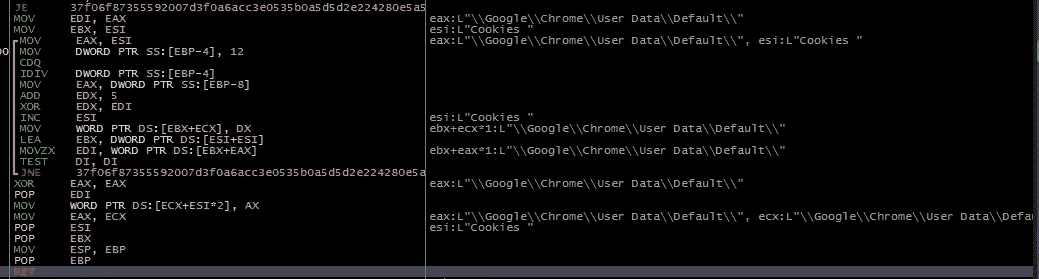 JE 37f06f87355592007d3f0a6acc3e0535b0a5d5d2e224280e5a5
MOV EDI, EAX eax:L"\\Google\\Chrome\\User Data\\Default\\"
MOV EBX, ESI esi:L"Cookies "
MOV EAX, ESI eax:L"\\Google\\Chrome\\User Data\\Default\\", esi:L"Cookies "
MOV DWORD PTR SS:[EBP-4], 12
CDQ
IDIV DWORD PTR SS:[EBP-4]
MOV EAX, DWORD PTR SS:[EBP-8]
ADD EDX, 5
XOR EDX, EDI
INC ESI esi:L"Cookies "
MOV WORD PTR DS:[EBX+ECX], DX ebx+ecx*1:L"\\Google\\Chrome\\User Data\\Default\\"
LEA EBX, DWORD PTR DS:[ESI+ESI]
MOVZX EDI, WORD PTR DS:[EBX+EAX] ebx+eax*1:L"\\Google\\Chrome\\User Data\\Default\\"
TEST DI, DI
JNE 37f06f87355592007d3f0a6acc3e0535b0a5d5d2e224280e5a
XOR EAX, EAX eax:L"\\Google\\Chrome\\User Data\\Default\\"
POP EDI
MOV WORD PTR DS:[ECX+ESI*2], AX
MOV EAX, ECX eax:L"\\Google\\Chrome\\User Data\\Default\\", ecx:L"\\Google\\Chrome\\User Data\\Defa
POP ESI esi:L"Cookies "
POP EBX
MOV ESP, EBP
POP EBP
RET